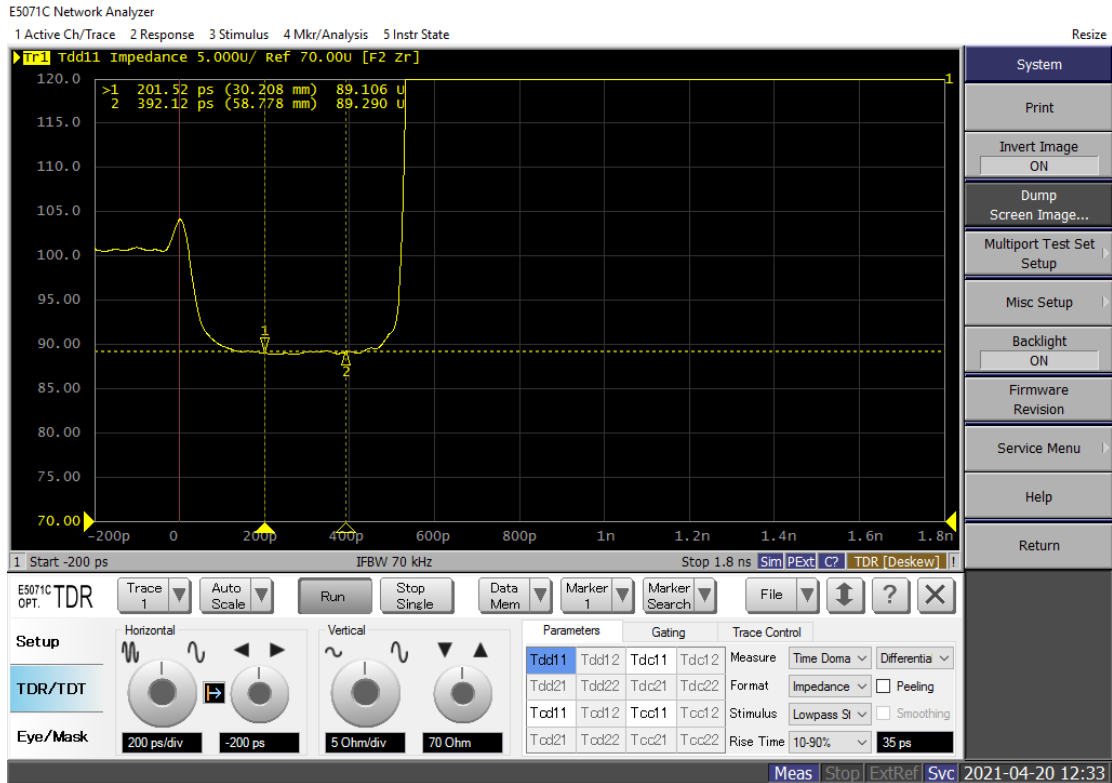 E5071C Network Analyzer
1 Active Ch/Trace 2 Response 3 Stimulus 4 Mkr/Analysis 5 Instr State Resize
Tr1 Tdd11 Impedance 5.000U/ Ref 70.00U [F2 Zr]
>1 201.52 ps (30.208 mm) 89.106 U
2 392.12 ps (58.778 mm) 89.290 U
120.0
115.0
110.0
105.0
100.0
95.00
90.00
85.00
80.00
75.00
70.00
1
1
2
-200p 0 200p 400p 600p 800p 1n 1.2n 1.4n 1.6n 1.8n
1 Start -200 ps IFBW 70 kHz Stop 1.8 ns Sim PExt C? TDR [Deskew] !
System
Print
Invert Image
ON
Dump
Screen Image...
Multiport Test Set
Setup
Misc Setup
Backlight
ON
Firmware
Revision
Service Menu
Help
Return
E5071C
OPT. TDR
Trace
1
Auto
Scale
Run
Stop
Single
Data
Mem
Marker
1
Marker
Search
File
?
Setup
TDR/TDT
Eye/Mask
Horizontal
200 ps/div -200 ps
Vertical
5 Ohm/div 70 Ohm
Parameters Gating Trace Control
Tdd11 Tdd12 Tdc11 Tdc12
Tdd21 Tdd22 Tdc21 Tdc22
Tcd11 Tcd12 Tcc11 Tcc12
Tcd21 Tcd22 Tcc21 Tcc22
Measure Time Doma Differential
Format Impedance Peeling
Stimulus Lowpass St Smoothing
Rise Time 10-90% 35 ps
Meas Stop ExtRef Svc 2021-04-20 12:33